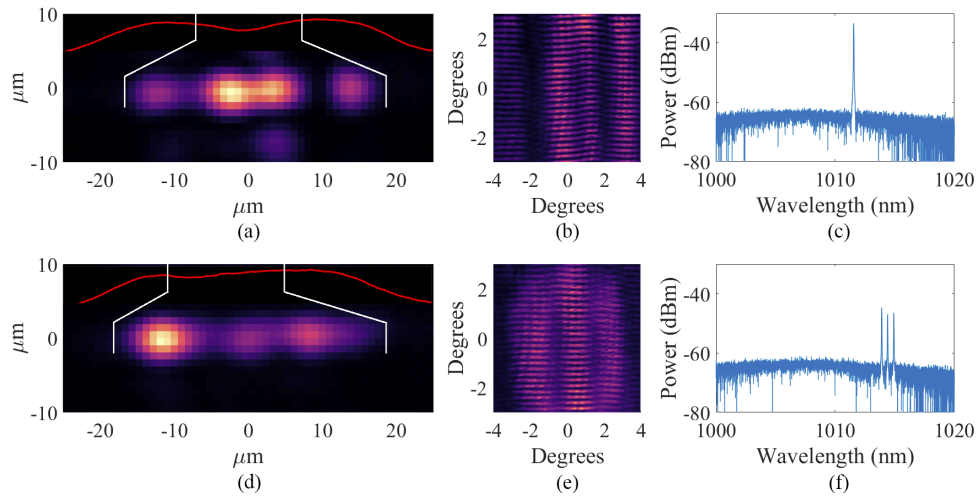 10
0
-10
μm
-20 -10 0 10 20
μm
(a)
2
0
-2
Degrees
-4 -2 0 2 4
Degrees
(b)
-40
-60
-80
Power (dBm)
1000 1010 1020
Wavelength (nm)
(c)
10
0
-10
μm
-20 -10 0 10 20
μm
(d)
2
0
-2
Degrees
-4 -2 0 2 4
Degrees
(e)
-40
-60
-80
Power (dBm)
1000 1010 1020
Wavelength (nm)
(f)